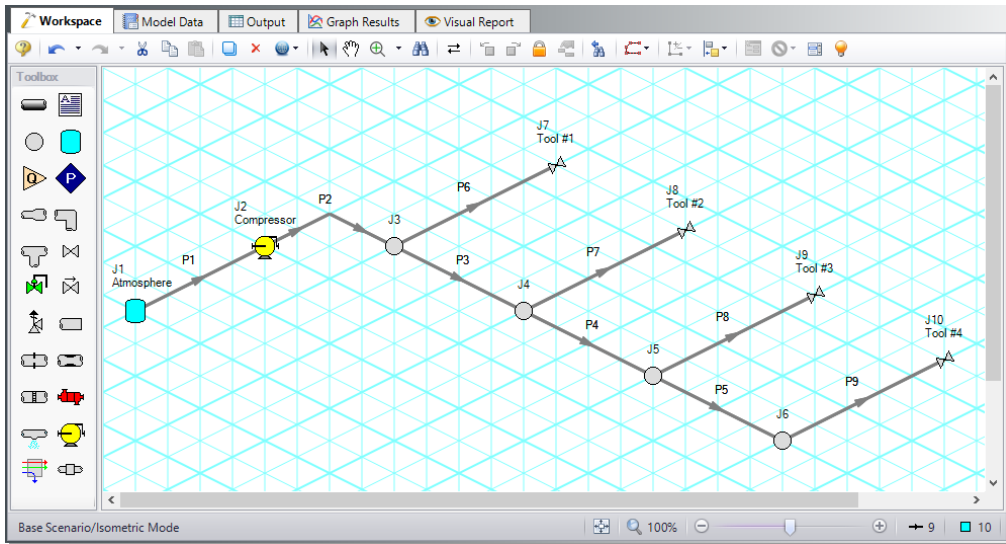 Workspace
Model Data
Output
Graph Results
Visual Report
Toolbox
A
Q
P
J7
Tool #1
P6
J8
Tool #2
J2
Compressor
P2
J3
P7
P1
J9
Tool #3
J1
Atmosphere
P3
J4
P8
J10
Tool #4
P4
J5
P9
P5
J6
Base Scenario/Isometric Mode
100%
9
10